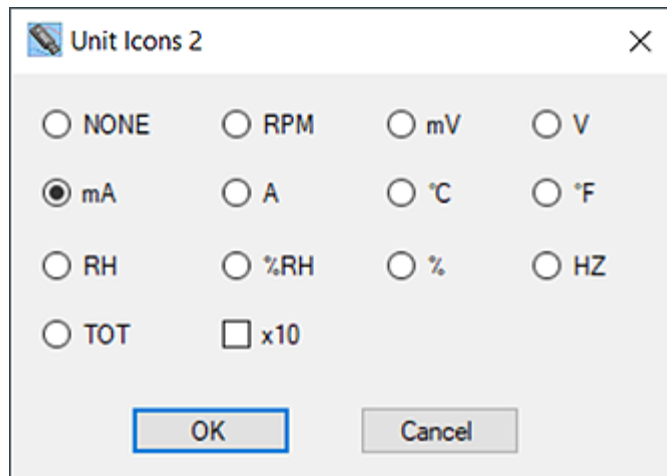 Unit Icons 2
NONE RPM mV V
mA A °C °F
RH %RH % HZ
TOT x10
OK Cancel